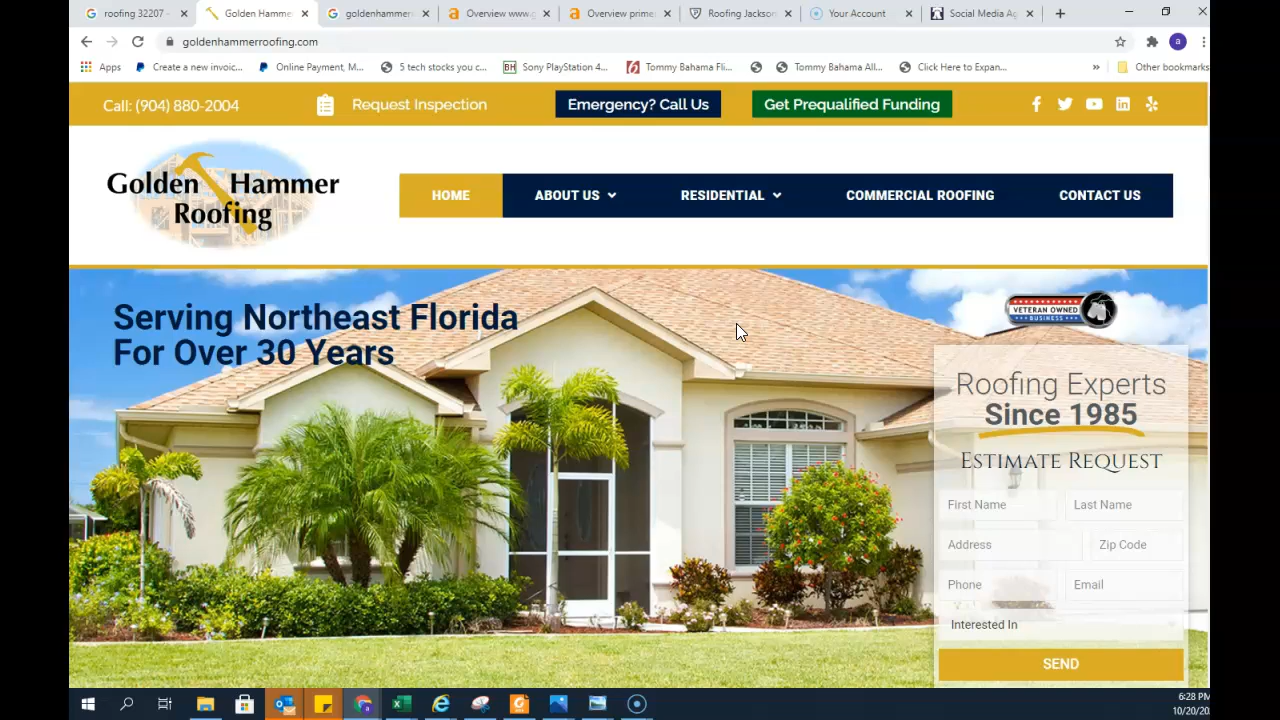 roofing 32207 -
Golden Hamme
goldenhammer
Overview www.g
Overview prime
Roofing Jackson
Your Account
Social Media Ag
goldenhammerroofing.com
a
Apps
Create a new invoic...
Online Payment, M...
5 tech stocks you c...
BH
Sony PlayStation 4...
Tommy Bahama Fli...
Tommy Bahama All...
Click Here to Expan...
»
Other bookmarks
Call: (904) 880-2004
Request Inspection
Emergency? Call Us
Get Prequalified Funding
Golden Hammer
Roofing
HOME
ABOUT US
RESIDENTIAL
COMMERCIAL ROOFING
CONTACT US
Serving Northeast Florida
For Over 30 Years
VETERAN OWNED
BUSINESS
Roofing Experts
Since 1985
ESTIMATE REQUEST
First Name
Last Name
Address
Zip Code
Phone
Email
Interested In
SEND
6:28 PM
10/20/20